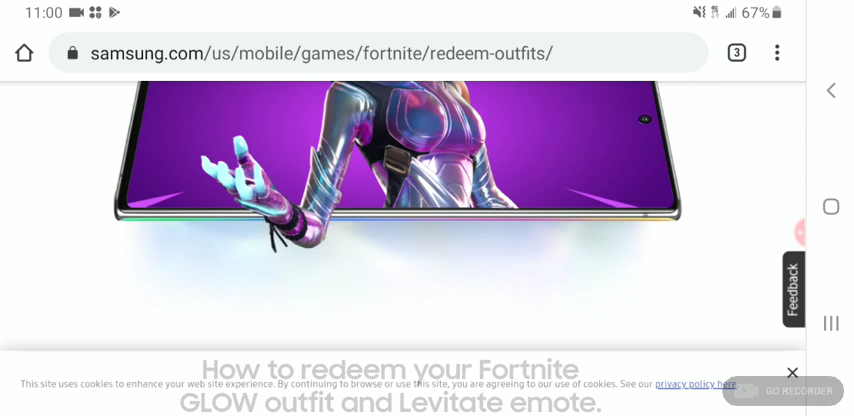 11:00
67%
samsung.com/us/mobile/games/fortnite/redeem-outfits/
3
Feedback
How to redeem your Fortnite
This site uses cookies to enhance your web site experience. By continuing to browse or use this site, you are agreeing to our use of cookies. See our privacy policy here
GO RECORDER
GLOW outfit and Levitate emote.